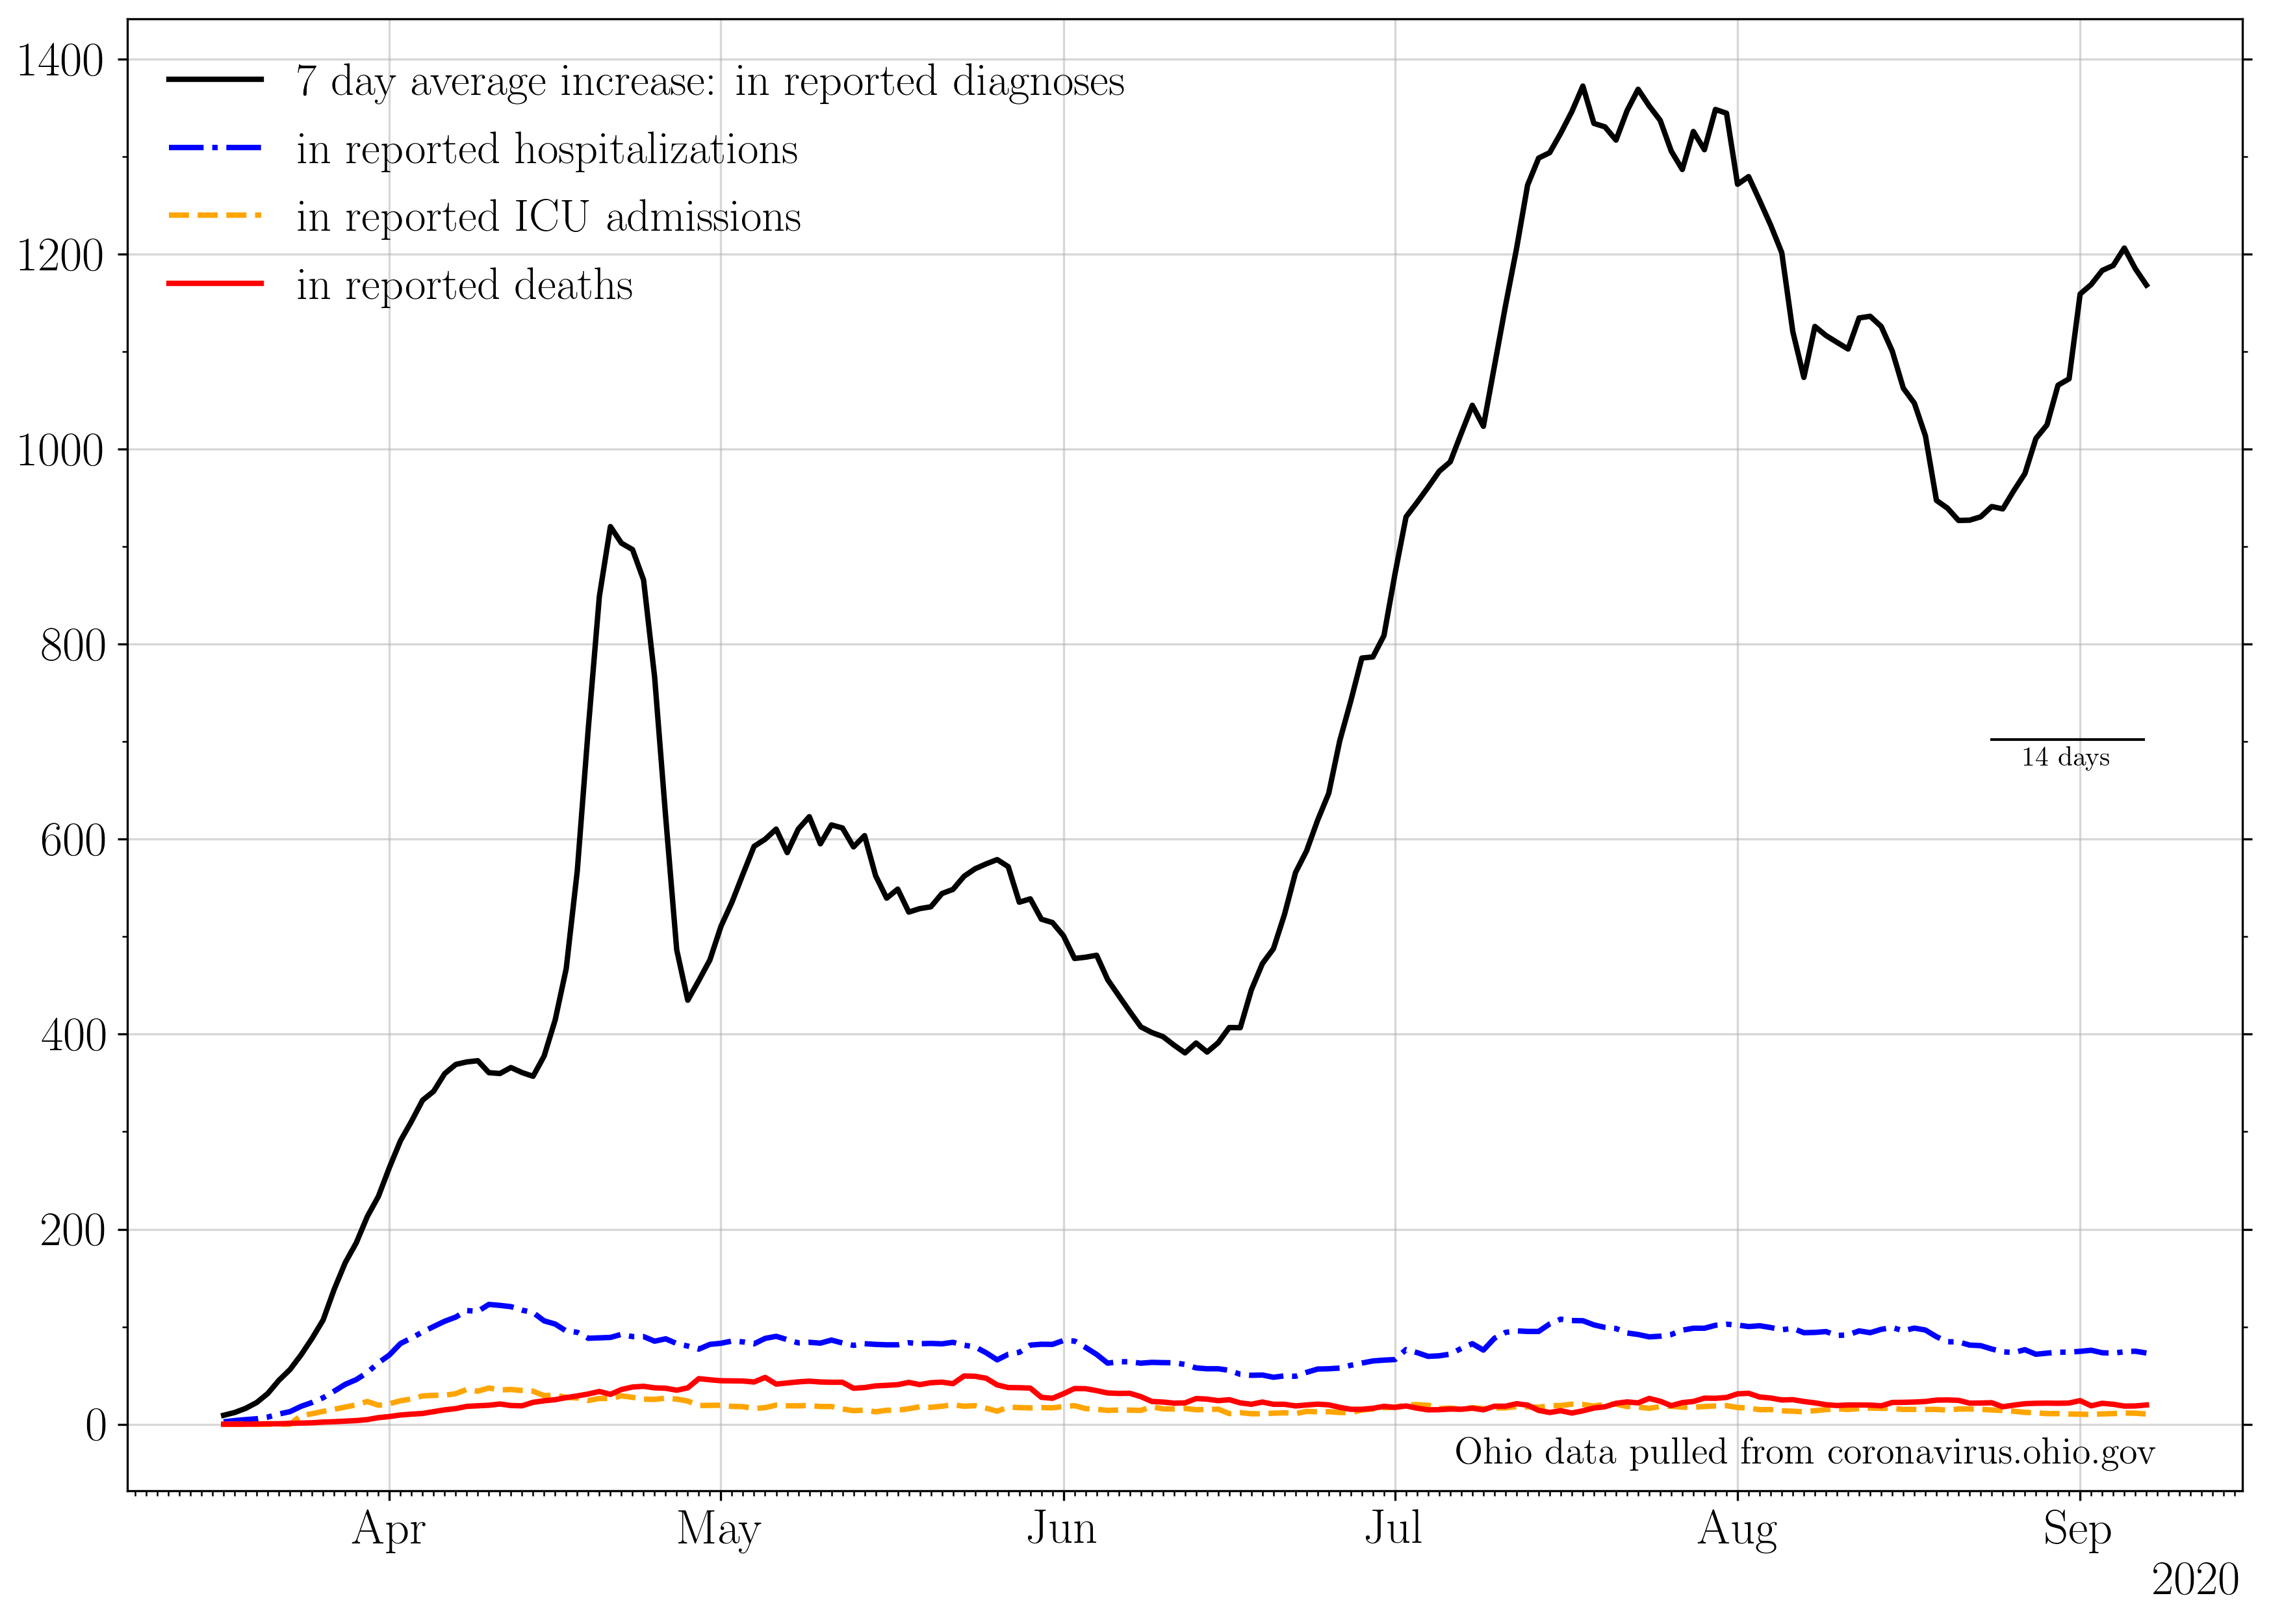 1400
1200
1000
800
600
400
200
0
7 day average increase: in reported diagnoses
in reported hospitalizations
in reported ICU admissions
in reported deaths
14 days
Ohio data pulled from coronavirus.ohio.gov
Apr May Jun Jul Aug Sep
2020